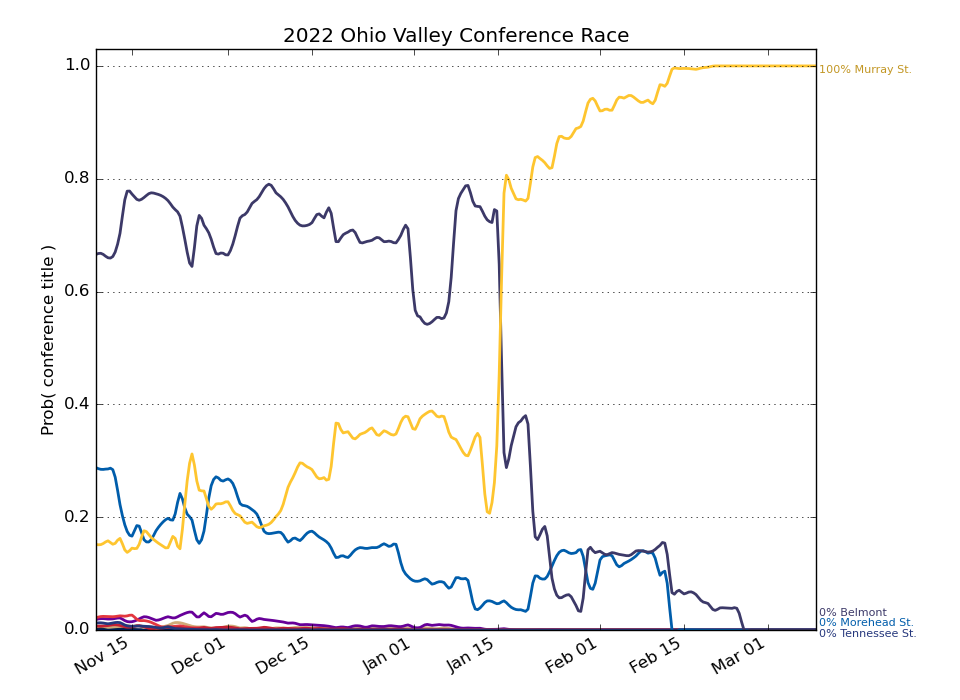 2022 Ohio Valley Conference Race
1.0
100% Murray St.
0.8
0.6
Prob( conference title )
0.4
0.2
0% Belmont
0% Morehead St.
0.0
0% Tennessee St.
Nov 15
Dec 01
Dec 15
Jan 01
Jan 15
Feb 01
Feb 15
Mar 01